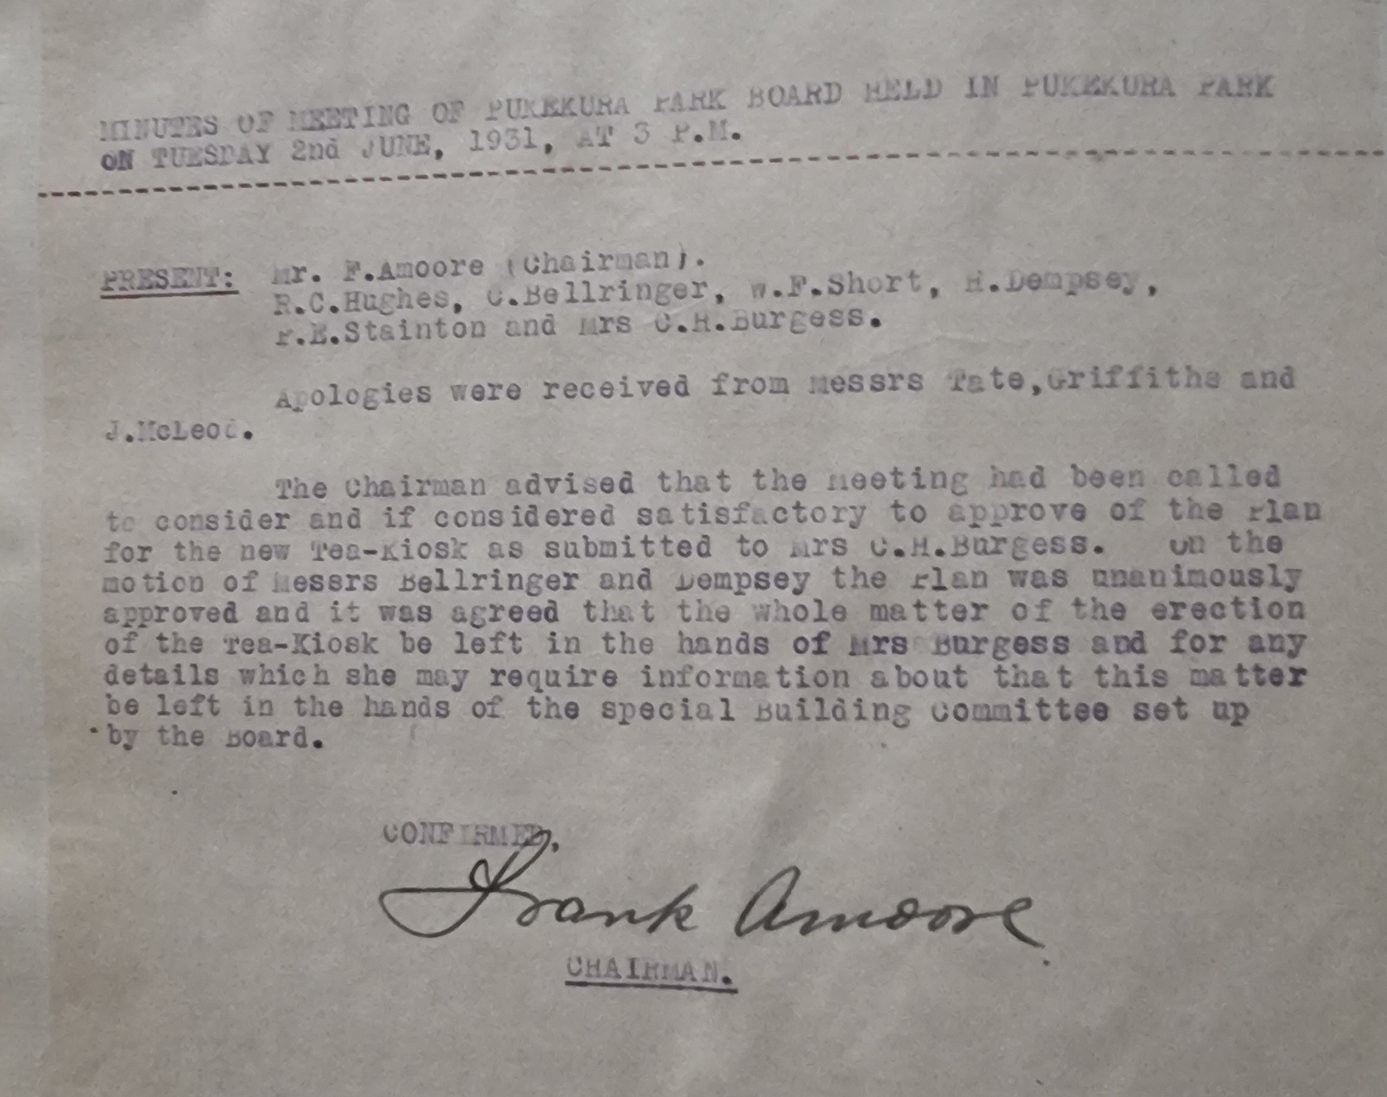 MINUTES OF MEETING OF PUKEKURA PARK BOARD HELD IN PUKEKURA PARK
ON TUESDAY 2nd JUNE, 1931, AT 3 P.M.
PRESENT: Mr. F.Amoore (Chairman).
R.C.Hughes, C.Bellringer, W.F.Short, H.Dempsey,
F.E.Stainton and Mrs C.H.Burgess.
Apologies were received from Messrs Tate,Griffiths and
J.McLeod.
The Chairman advised that the Meeting had been called
to consider and if considered satisfactory to approve of the Plan
for the new Tea-Kiosk as submitted to Mrs C.H.Burgess. On the
motion of Messrs Bellringer and Dempsey the Plan was unanimously
approved and it was agreed that the whole matter of the erection
of the Tea-Kiosk be left in the hands of Mrs Burgess and for any
details which she may require information about that this matter
be left in the hands of the special Building Committee set up
by the Board.
CONFIRMED.
Frank Amoore
CHAIRMAN.